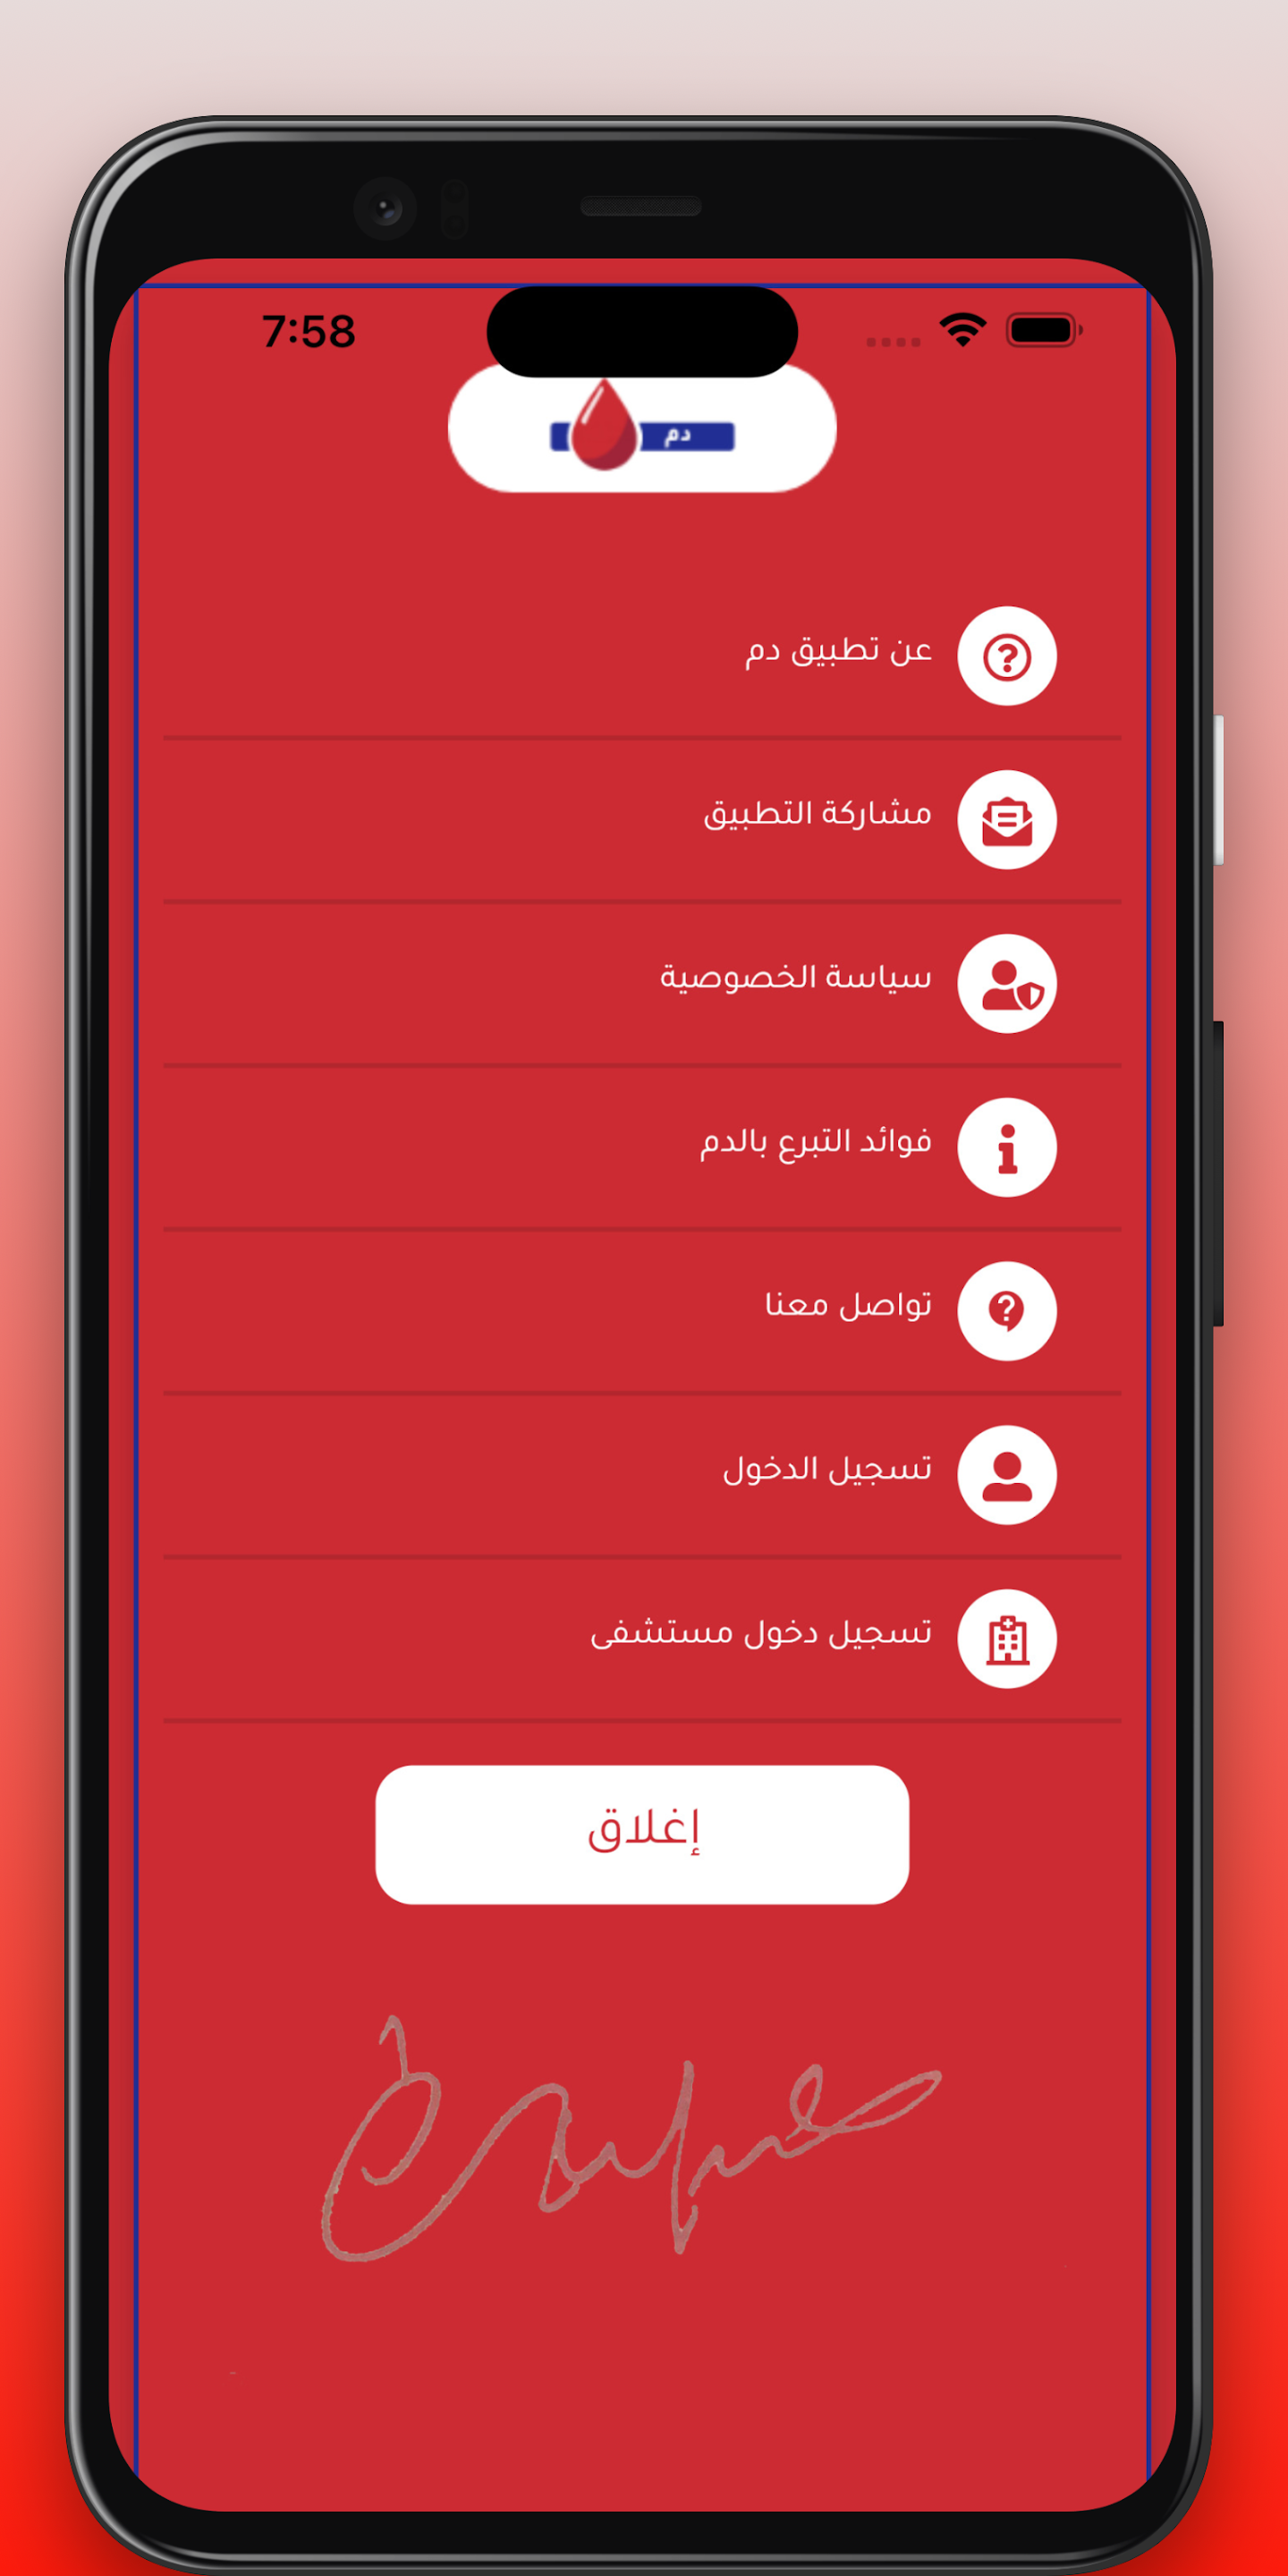 7:58
دم
عن تطبيق دم
مشاركة التطبيق
سياسة الخصوصية
فوائد التبرع بالدم
تواصل معنا
تسجيل الدخول
تسجيل دخول مستشفى
إغلاق